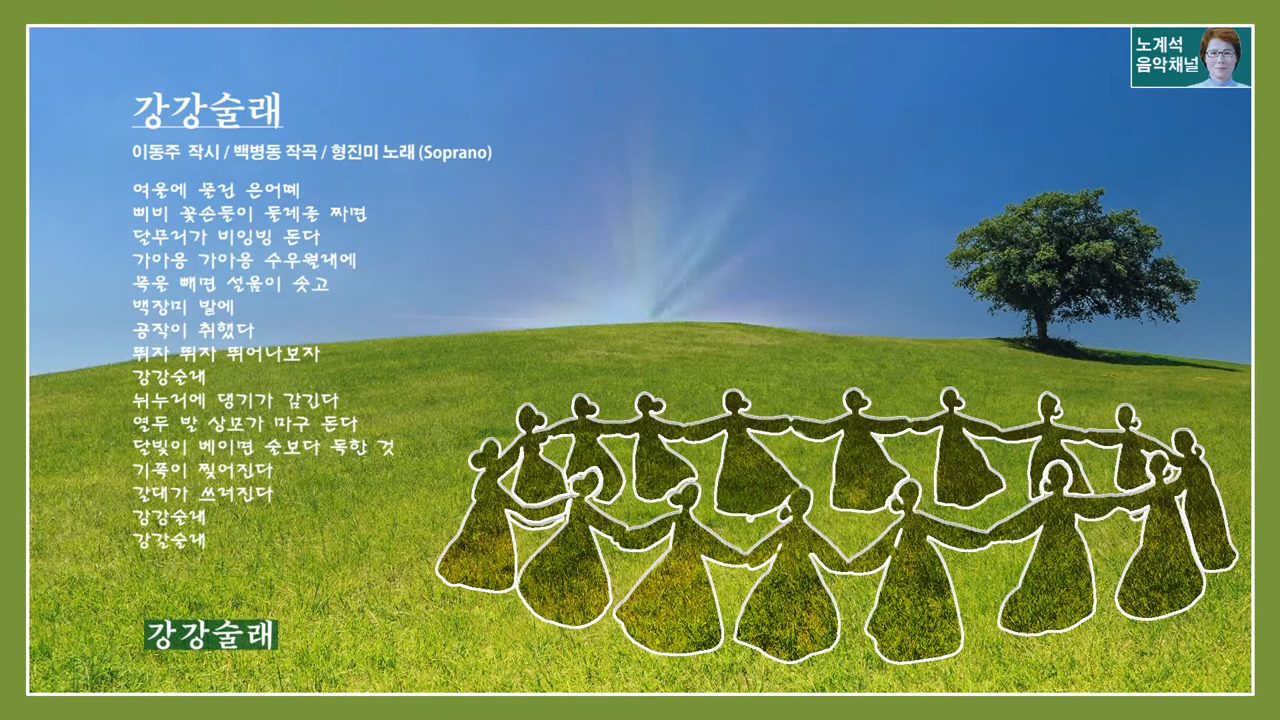 노계석
음악채널
강강술래
이동주 작시 / 백병동 작곡 / 형진미 노래 (Soprano)
여울에 몰린 은어떼
삐비 꽃손들이 둘레를 짜면
달무리가 비잉빙 돈다
가아응 가아응 수우월래에
목을 빼면 설움이 솟고
백장미 밭에
공작이 취했다
뛰자 뛰자 뛰어나보자
강강술래
뉘누리에 댕기가 감긴다
열두 발 상모가 마구 돈다
달빛이 베이면 술보다 독한 것
기폭이 찢어진다
갈대가 쓰러진다
강강술래
강갈술래
강강술래